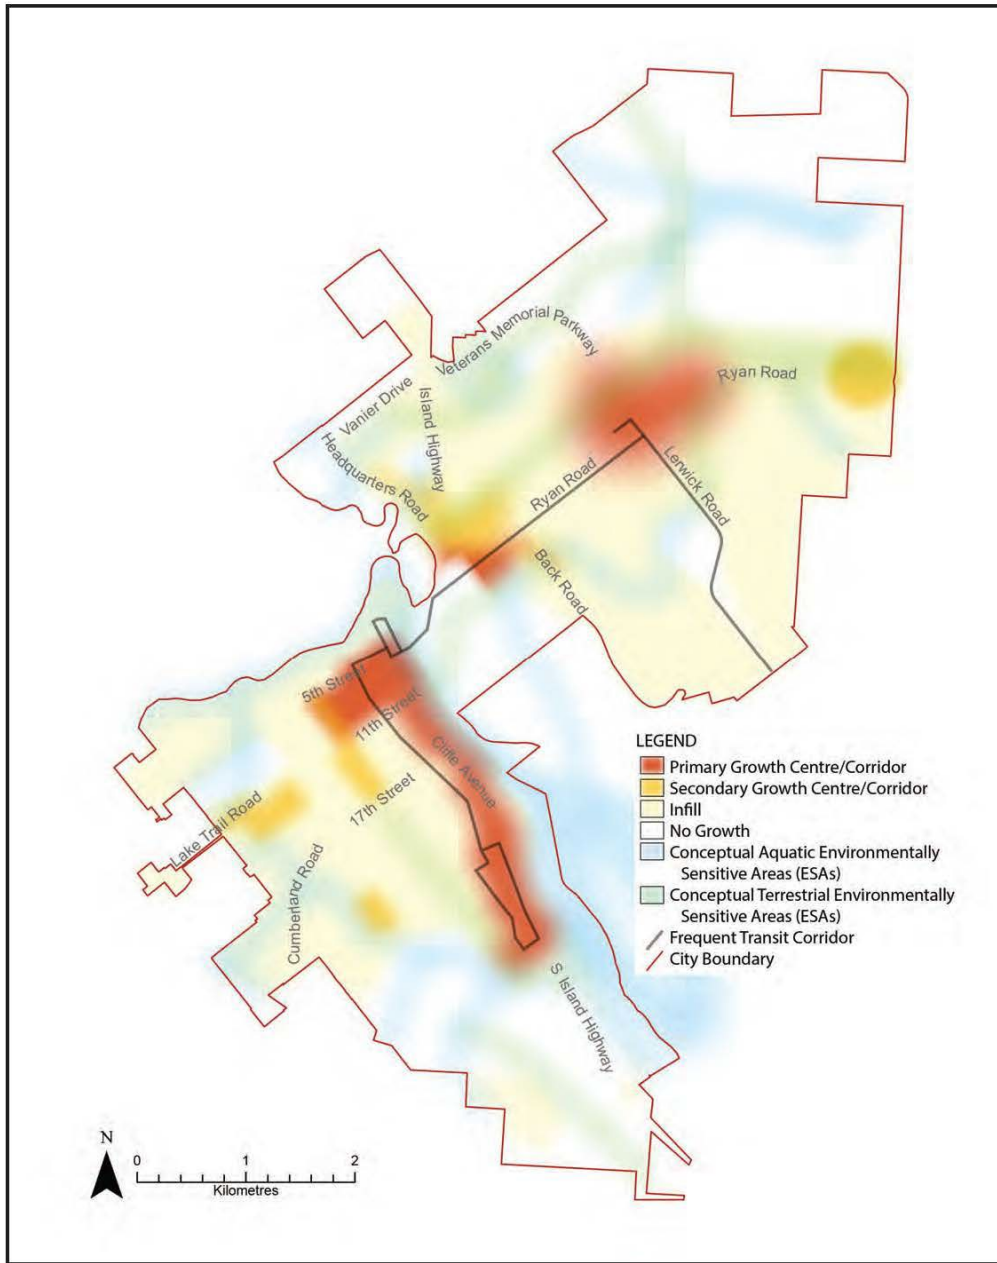 Veterans Memorial Parkway
Ryan Road
Vanier Drive
Island Highway
Headquarters Road
Ryan Road
Lerwick Road
Back Road
5th Street
11th Street
Cliffe Avenue
17th Street
Lake Trail Road
Cumberland Road
S Island Highway
LEGEND
Primary Growth Centre/Corridor
Secondary Growth Centre/Corridor
Infill
No Growth
Conceptual Aquatic Environmentally
Sensitive Areas (ESAs)
Conceptual Terrestrial Environmentally
Sensitive Areas (ESAs)
Frequent Transit Corridor
City Boundary
N
0 1 2
Kilometres